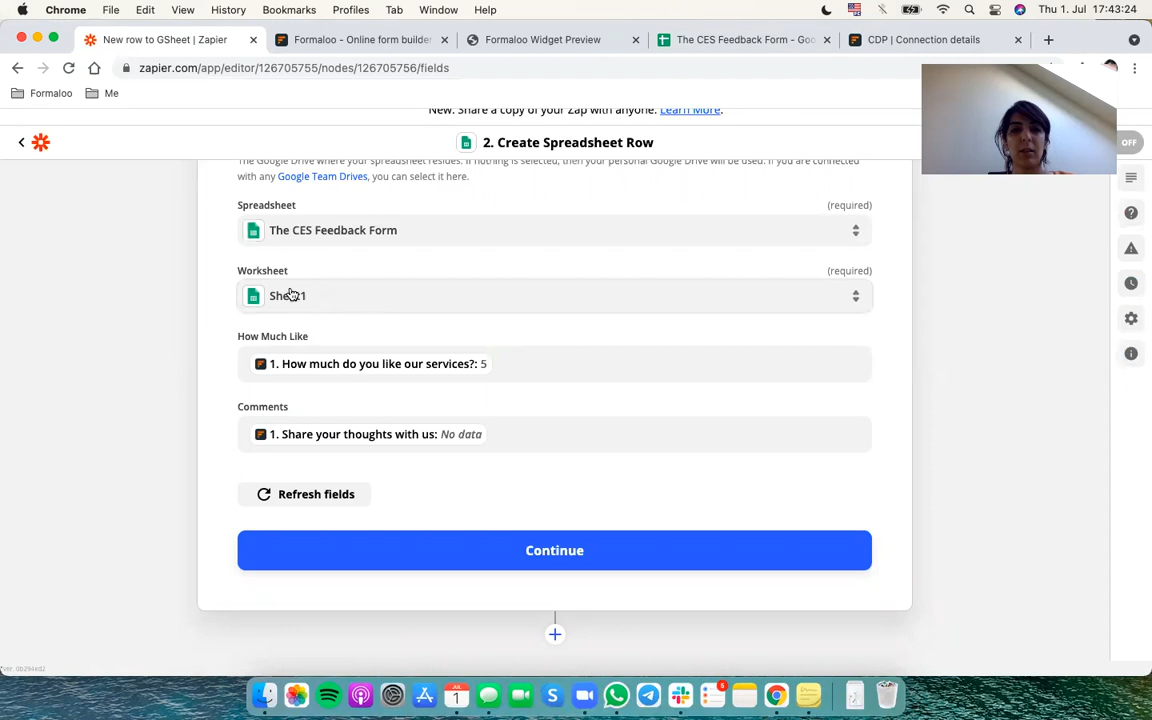 Chrome File Edit View History Bookmarks Profiles Tab Window Help Thu 1. Jul 17:43:24
New row to GSheet | Zapier Formaloo - Online form builder Formaloo Widget Preview The CES Feedback Form - Goo CDP | Connection details
zapier.com/app/editor/126705755/nodes/126705756/fields
Formaloo Me
New: Share a copy of your Zap with anyone. Learn More.
2. Create Spreadsheet Row
OFF
The Google Drive where your spreadsheet resides. If nothing is selected, then your personal Google Drive will be used. If you are connected
with any Google Team Drives, you can select it here.
Spreadsheet (required)
The CES Feedback Form
Worksheet (required)
Sheet1
How Much Like
1. How much do you like our services?: 5
Comments
1. Share your thoughts with us: No data
Refresh fields
Continue
ver. 0b294ed2
JUL
1
5